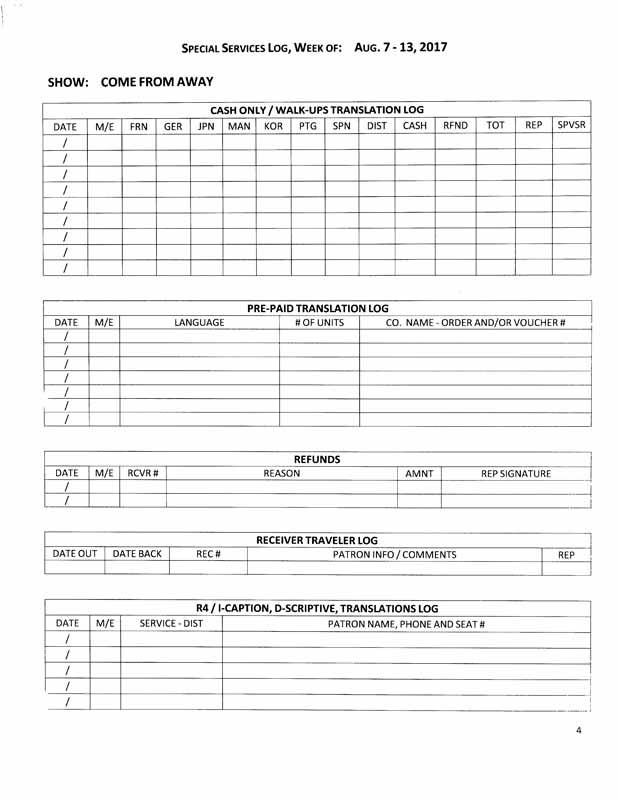 SPECIAL SERVICES LOG, WEEK OF: AUG. 7 - 13, 2017
SHOW: COME FROM AWAY
CASH ONLY / WALK-UPS TRANSLATION LOG
DATE M/E FRN GER JPN MAN KOR PTG SPN DIST CASH RFND TOT REP SPVSR
/
/
/
/
/
/
/
/
/
PRE-PAID TRANSLATION LOG
DATE M/E LANGUAGE # OF UNITS CO. NAME - ORDER AND/OR VOUCHER #
/
/
/
/
/
/
/
REFUNDS
DATE M/E RCVR # REASON AMNT REP SIGNATURE
/
/
RECEIVER TRAVELER LOG
DATE OUT DATE BACK REC # PATRON INFO / COMMENTS REP
R4 / I-CAPTION, D-SCRIPTIVE, TRANSLATIONS LOG
DATE M/E SERVICE - DIST PATRON NAME, PHONE AND SEAT #
/
/
/
/
/
4